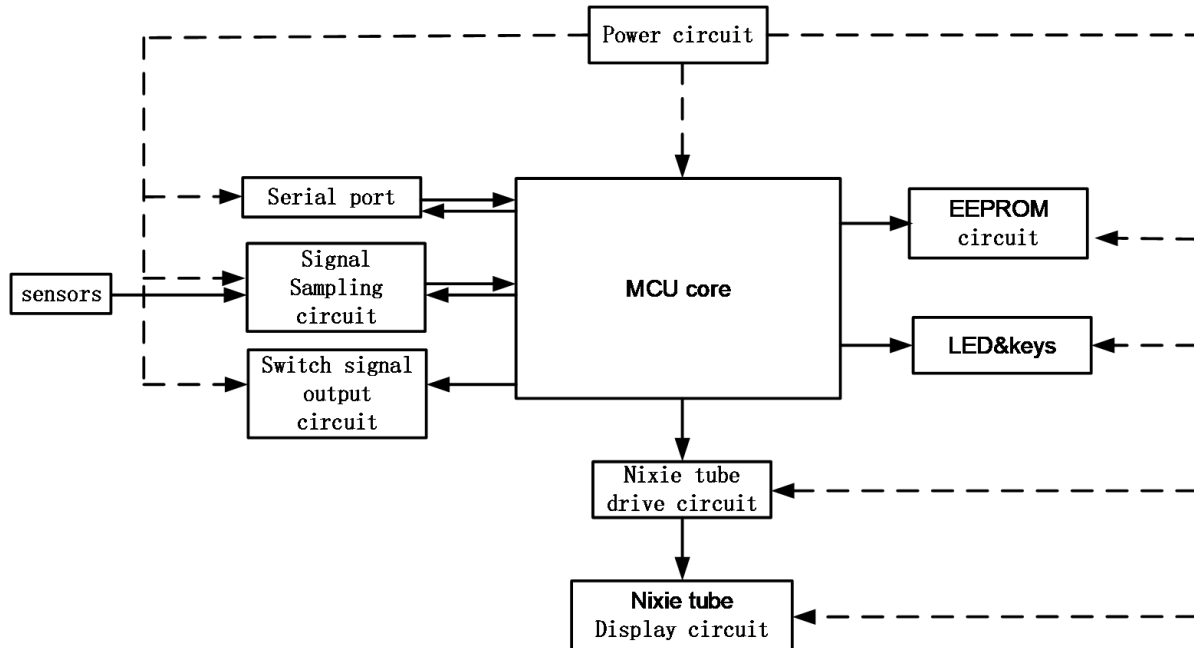 Power circuit
Serial port
EEPROM
circuit
Signal
Sampling
circuit
MCU core
sensors
LED&keys
Switch signal
output
circuit
Nixie tube
drive circuit
Nixie tube
Display circuit